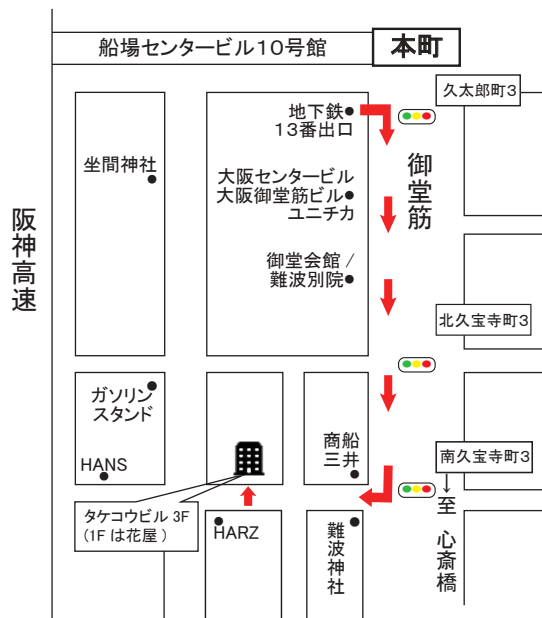 船場センタービル10号館
本町
久太郎町3
地下鉄
13番出口
坐間神社
大阪センタービル
大阪御堂筋ビル
ユニチカ
御堂筋
阪神高速
御堂会館 /
難波別院
北久宝寺町3
ガソリン
スタンド
商船
三井
HANS
南久宝寺町3
↓至 心斎橋
タケコウビル 3F
(1F は花屋 )
HARZ
難波神社